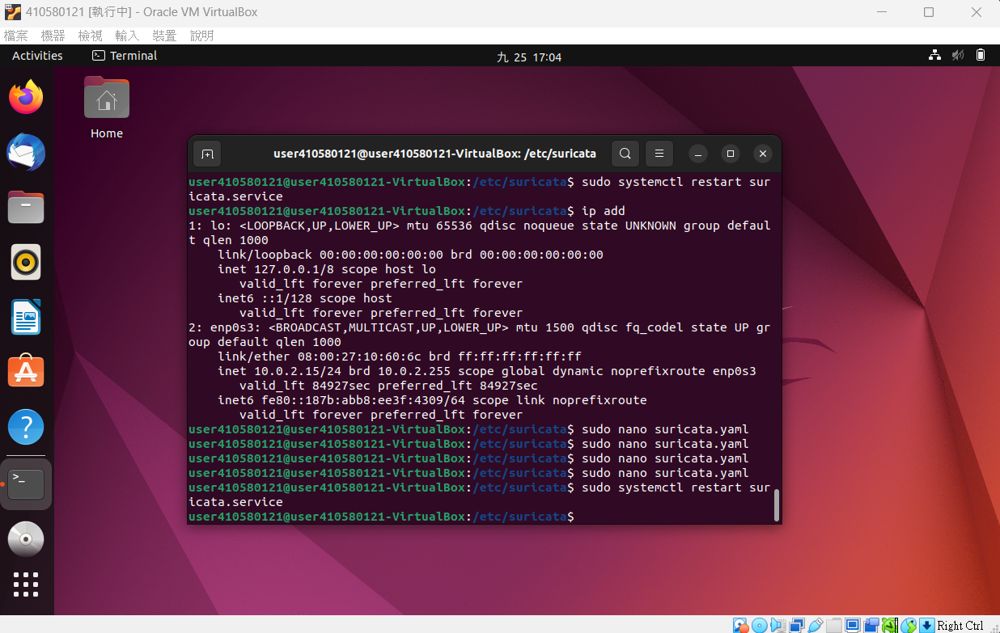 410580121 [執行中] - Oracle VM VirtualBox
檔案 機器 檢視 輸入 裝置 說明
Activities Terminal 九 25 17:04
Home
user410580121@user410580121-VirtualBox: /etc/suricata
user410580121@user410580121-VirtualBox:/etc/suricata$ sudo systemctl restart sur
icata.service
user410580121@user410580121-VirtualBox:/etc/suricata$ ip add
1: lo: <LOOPBACK,UP,LOWER_UP> mtu 65536 qdisc noqueue state UNKNOWN group defaul
t qlen 1000
    link/loopback 00:00:00:00:00:00 brd 00:00:00:00:00:00
    inet 127.0.0.1/8 scope host lo
       valid_lft forever preferred_lft forever
    inet6 ::1/128 scope host
       valid_lft forever preferred_lft forever
2: enp0s3: <BROADCAST,MULTICAST,UP,LOWER_UP> mtu 1500 qdisc fq_codel state UP gr
oup default qlen 1000
    link/ether 08:00:27:10:60:6c brd ff:ff:ff:ff:ff:ff
    inet 10.0.2.15/24 brd 10.0.2.255 scope global dynamic noprefixroute enp0s3
       valid_lft 84927sec preferred_lft 84927sec
    inet6 fe80::187b:abb8:ee3f:4309/64 scope link noprefixroute
       valid_lft forever preferred_lft forever
user410580121@user410580121-VirtualBox:/etc/suricata$ sudo nano suricata.yaml
user410580121@user410580121-VirtualBox:/etc/suricata$ sudo nano suricata.yaml
user410580121@user410580121-VirtualBox:/etc/suricata$ sudo nano suricata.yaml
user410580121@user410580121-VirtualBox:/etc/suricata$ sudo nano suricata.yaml
user410580121@user410580121-VirtualBox:/etc/suricata$ sudo systemctl restart sur
icata.service
user410580121@user410580121-VirtualBox:/etc/suricata$
Right Ctrl